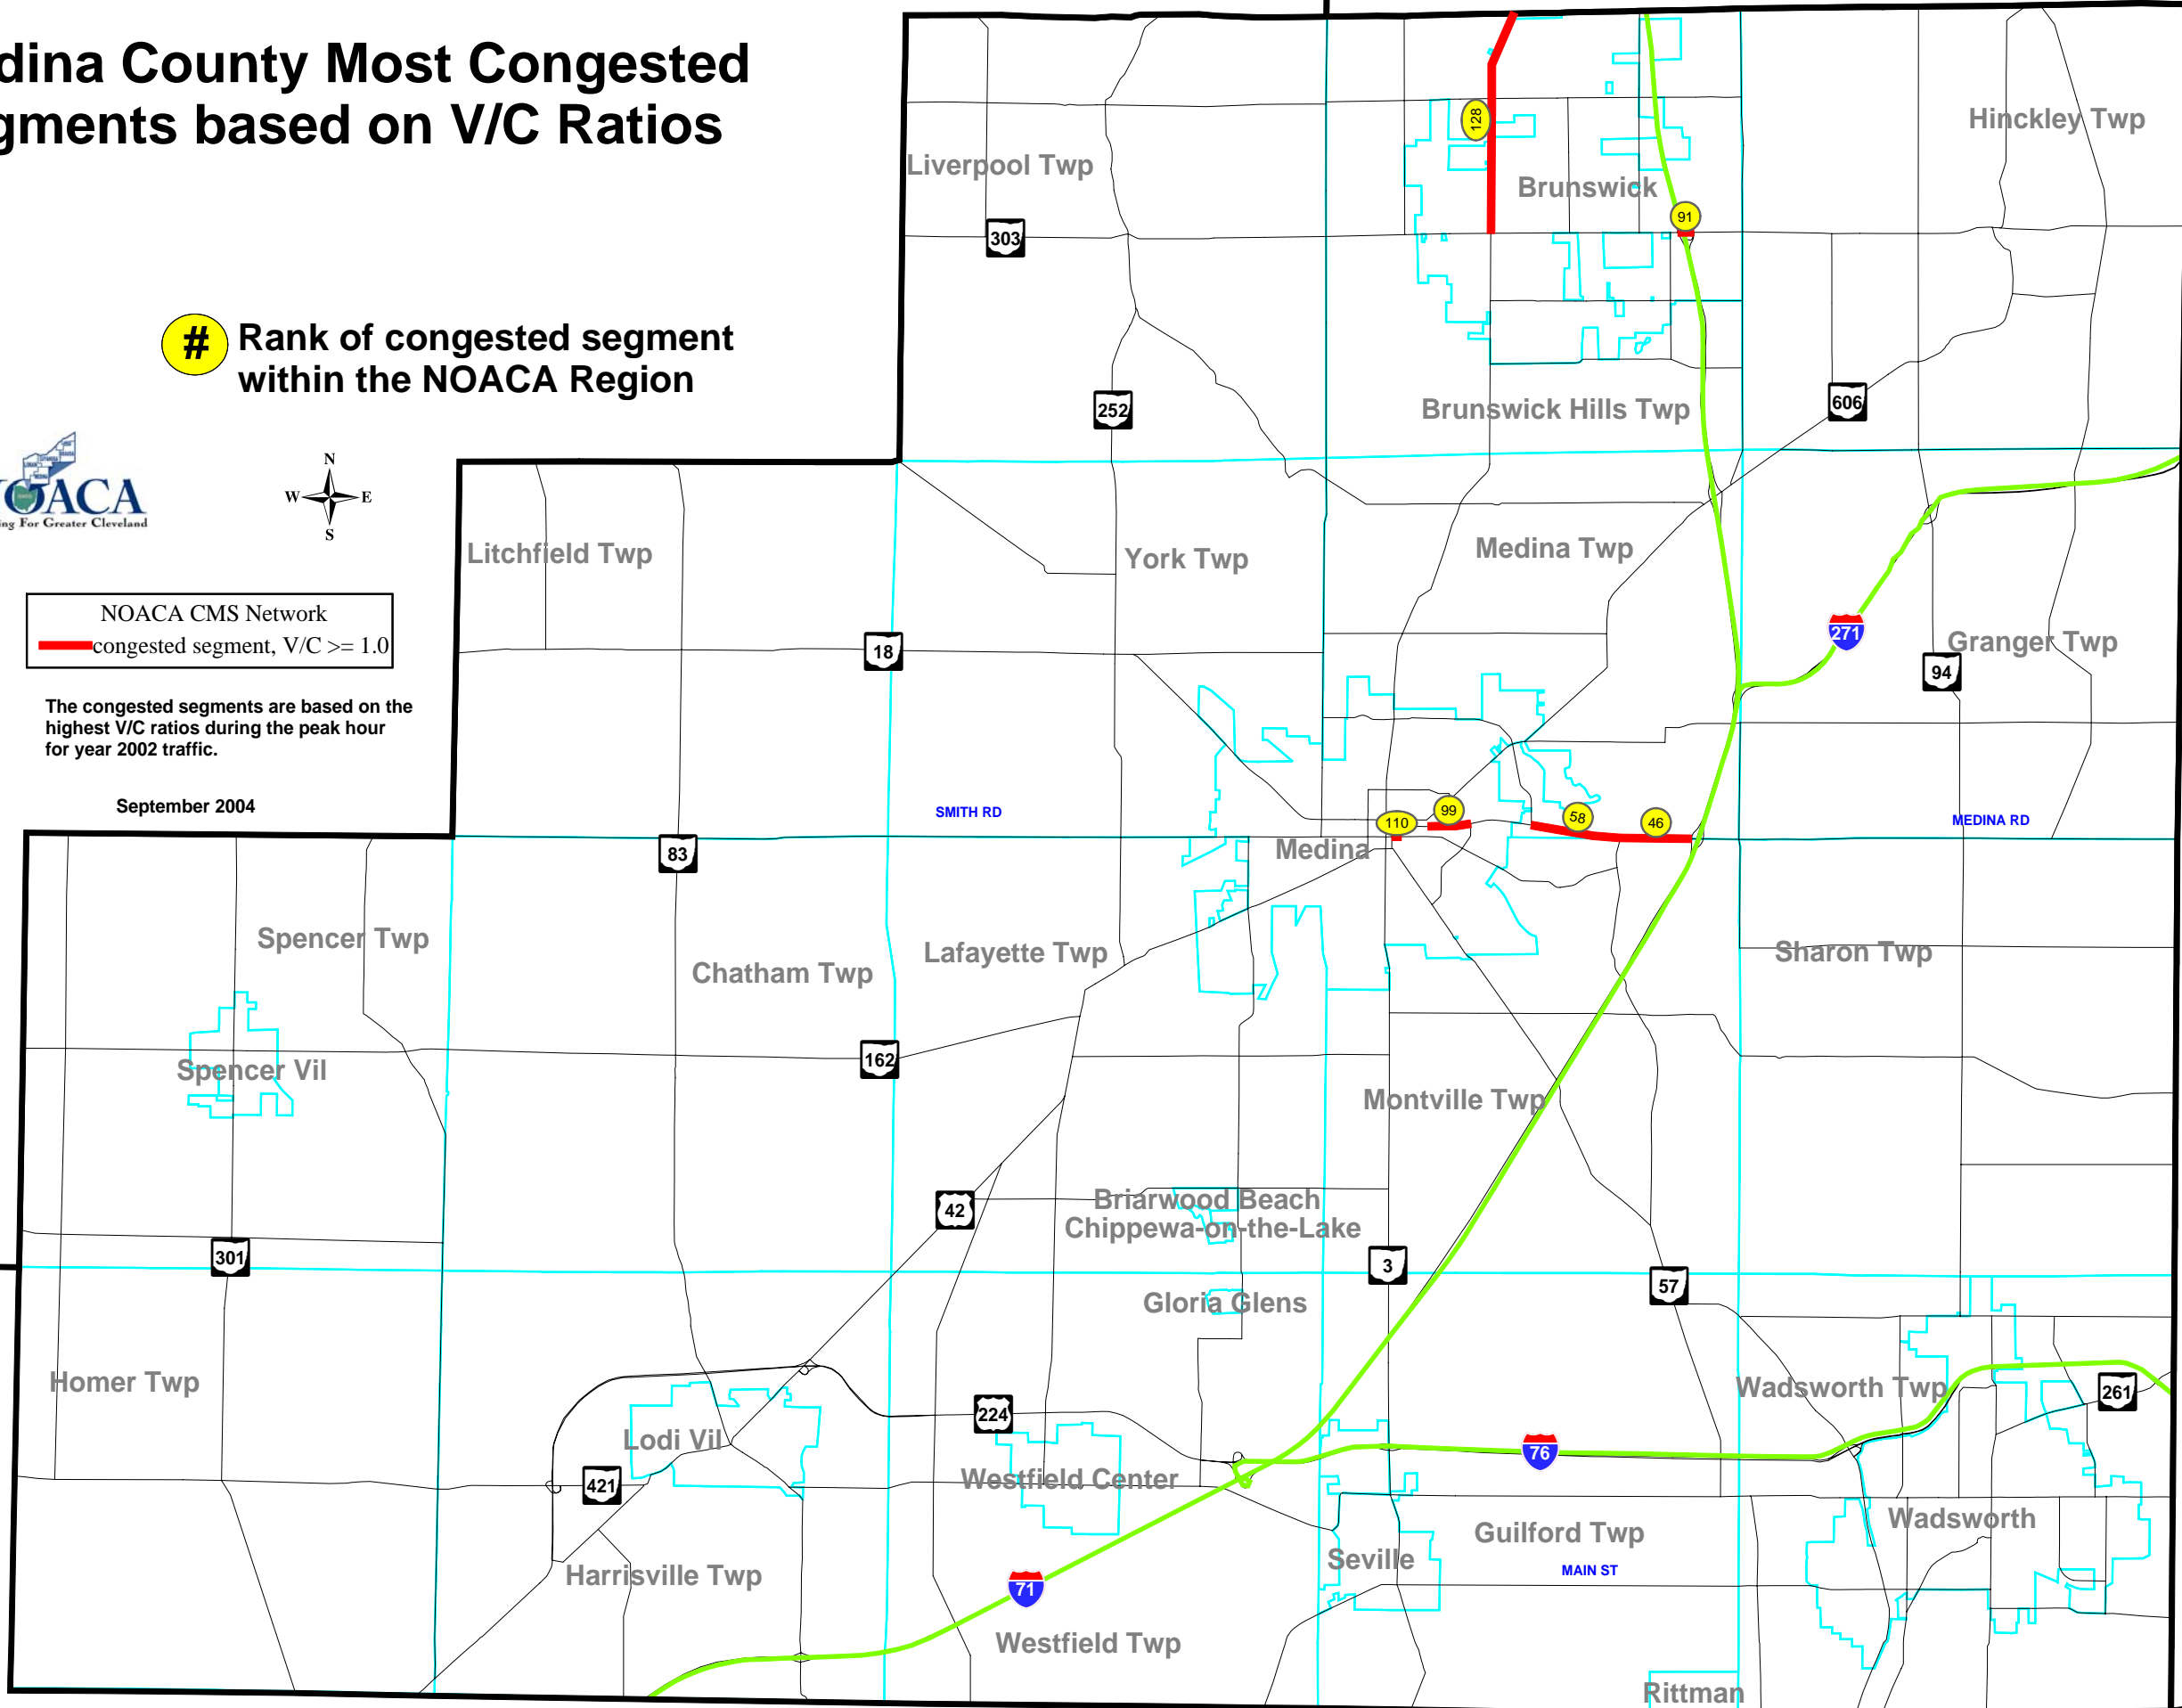 dina County Most Congested
gments based on V/C Ratios
# Rank of congested segment
within the NOACA Region
NOACA
ing For Greater Cleveland
N
W E
S
NOACA CMS Network
congested segment, V/C >= 1.0
The congested segments are based on the
highest V/C ratios during the peak hour
for year 2002 traffic.
September 2004
Hinckley Twp
128
Liverpool Twp
Brunswick
91
303
252
Brunswick Hills Twp
606
Litchfield Twp
York Twp
Medina Twp
271
Granger Twp
18
94
SMITH RD
110
99
58
46
MEDINA RD
83
Medina
Spencer Twp
Chatham Twp
Lafayette Twp
Sharon Twp
162
Spencer Vil
Montville Twp
42
Briarwood Beach
Chippewa-on-the-Lake
301
3
57
Gloria Glens
Homer Twp
Wadsworth Twp
261
224
Lodi Vil
76
421
Westfield Center
Wadsworth
Guilford Twp
Seville
MAIN ST
Harrisville Twp
71
Westfield Twp
Rittman